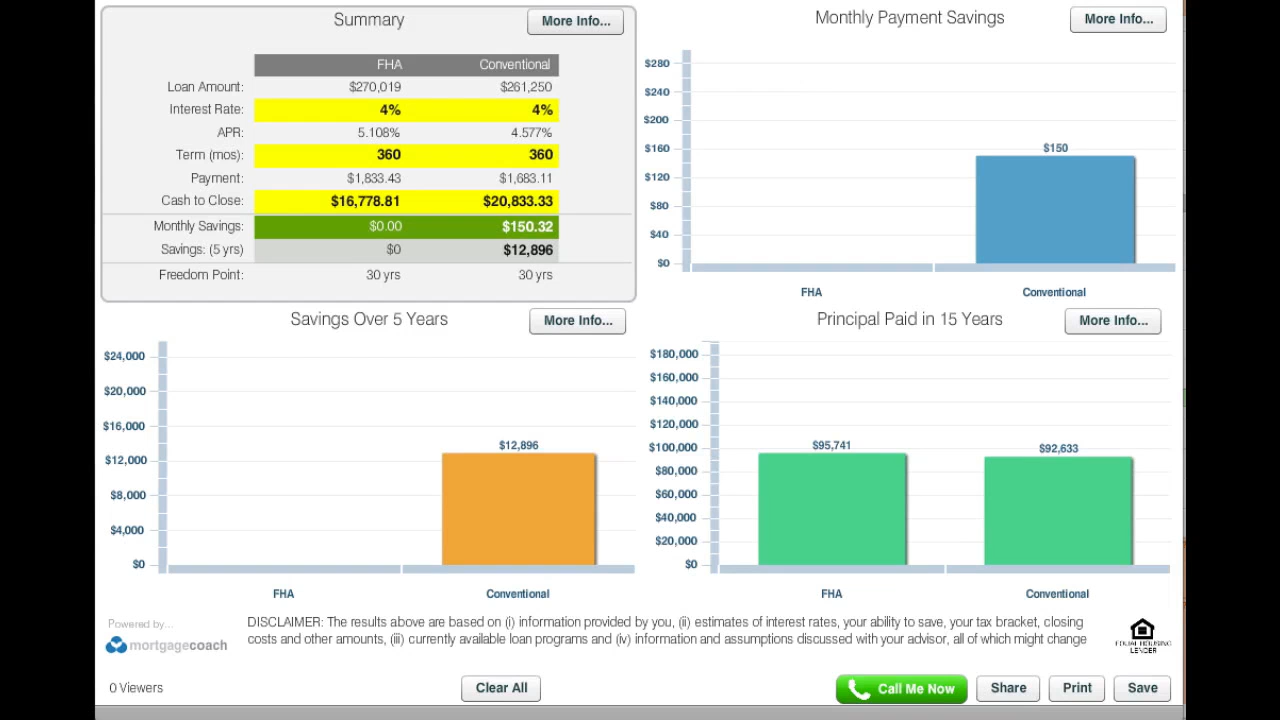 Summary
More Info...
FHA Conventional
Loan Amount: $270,019 $261,250
Interest Rate: 4% 4%
APR: 5.108% 4.577%
Term (mos): 360 360
Payment: $1,833.43 $1,683.11
Cash to Close: $16,778.81 $20,833.33
Monthly Savings: $0.00 $150.32
Savings: (5 yrs) $0 $12,896
Freedom Point: 30 yrs 30 yrs
Monthly Payment Savings
More Info...
$280
$240
$200
$160
$120
$80
$40
$0
$150
FHA Conventional
Savings Over 5 Years
More Info...
$24,000
$20,000
$16,000
$12,000
$8,000
$4,000
$0
$12,896
FHA Conventional
Principal Paid in 15 Years
More Info...
$180,000
$160,000
$140,000
$120,000
$100,000
$80,000
$60,000
$40,000
$20,000
$0
$95,741
$92,633
FHA Conventional
Powered by...
mortgagecoach
DISCLAIMER: The results above are based on (i) information provided by you, (ii) estimates of interest rates, your ability to save, your tax bracket, closing
costs and other amounts, (iii) currently available loan programs and (iv) information and assumptions discussed with your advisor, all of which might change
EQUAL HOUSING
LENDER
0 Viewers
Clear All
Call Me Now
Share
Print
Save